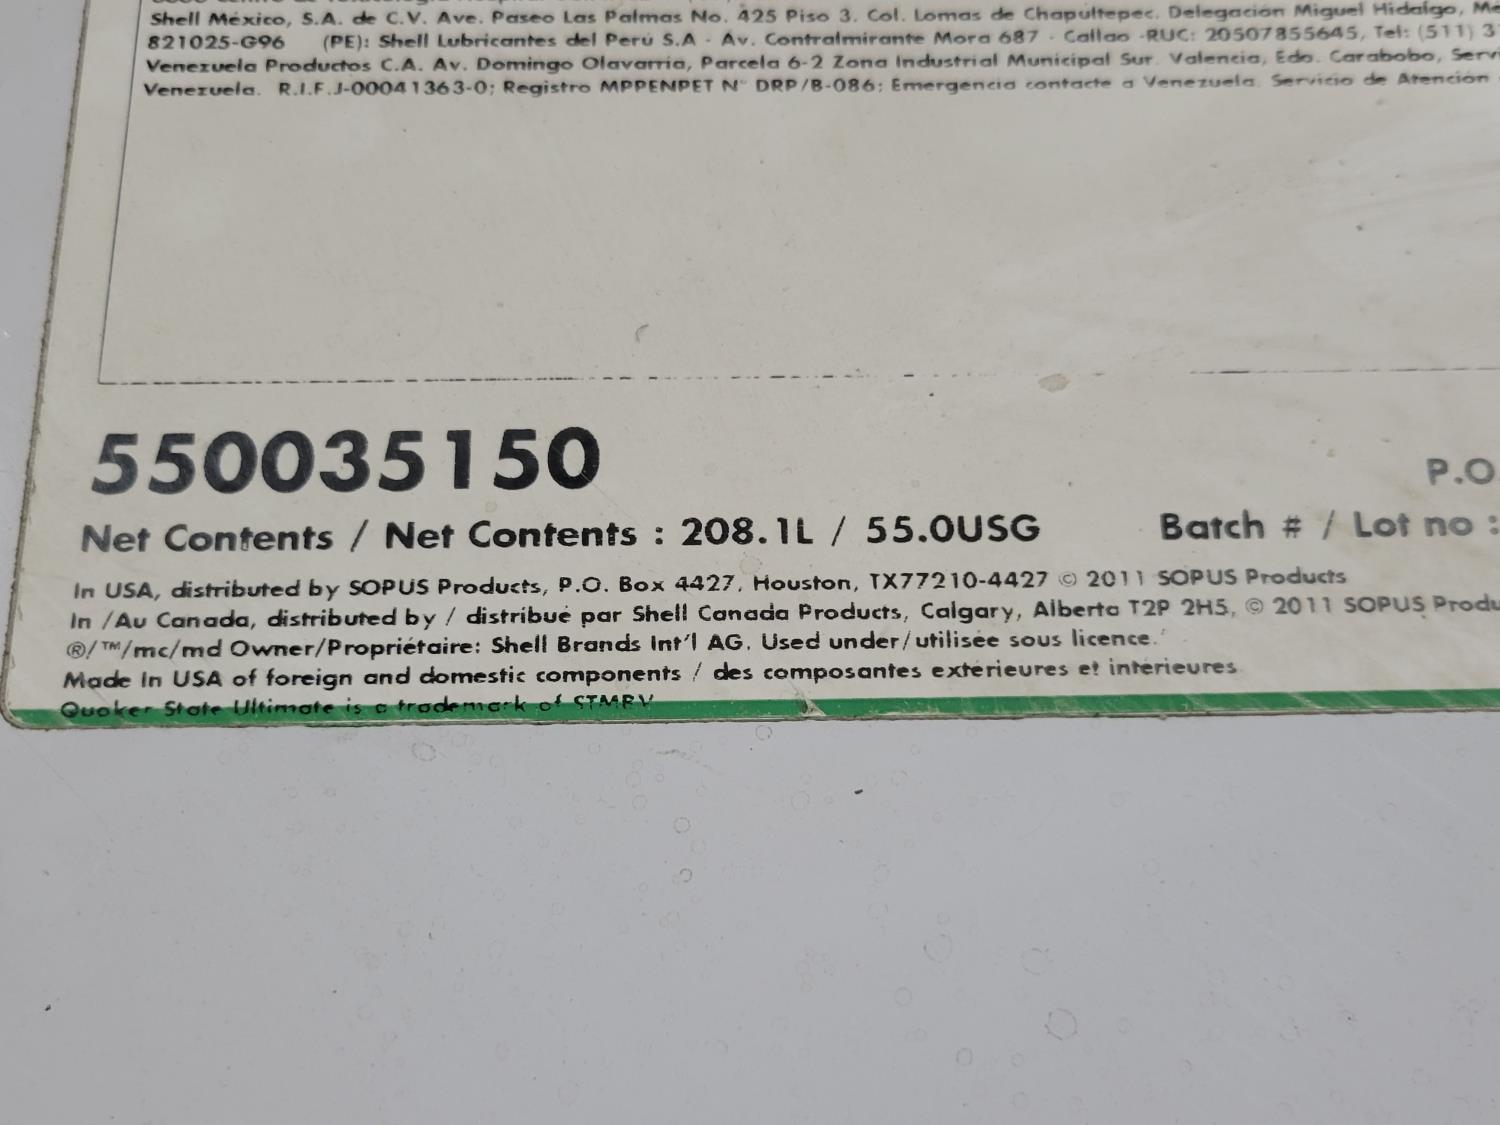 Shell México, S.A. de C.V. Ave. Paseo Las Palmas No. 425 Piso 3. Col. Lomas de Chapultepec. Delegación Miguel Hidalgo,
821025-G96 (PE): Shell Lubricantes del Perú S.A - Av. Contralmirante Mora 687 - Callao -RUC: 20507855645, Tel: (511)
Venezuela Productos C.A. Av. Domingo Olavarria, Parcela 6-2 Zona Industrial Municipal Sur. Valencia, Edo. Carabobo,
Venezuela. R.I.F.J-00041363-0; Registro MPPENPET N° DRP/B-086; Emergencia contacte a Venezuela. Servicio de Atención
550035150
P.O.
Net Contents / Net Contents : 208.1L / 55.0USG Batch # / Lot no :
In USA, distributed by SOPUS Products, P.O. Box 4427, Houston, TX77210-4427 © 2011 SOPUS Products
In /Au Canada, distributed by / distribué par Shell Canada Products, Calgary, Alberta T2P 2H5, © 2011 SOPUS
®/™/mc/md Owner/Propriétaire: Shell Brands Int'l AG. Used under/utilisée sous licence.
Made In USA of foreign and domestic components / des composantes extérieures et intérieures
Quaker State Ultimate is a trademark of